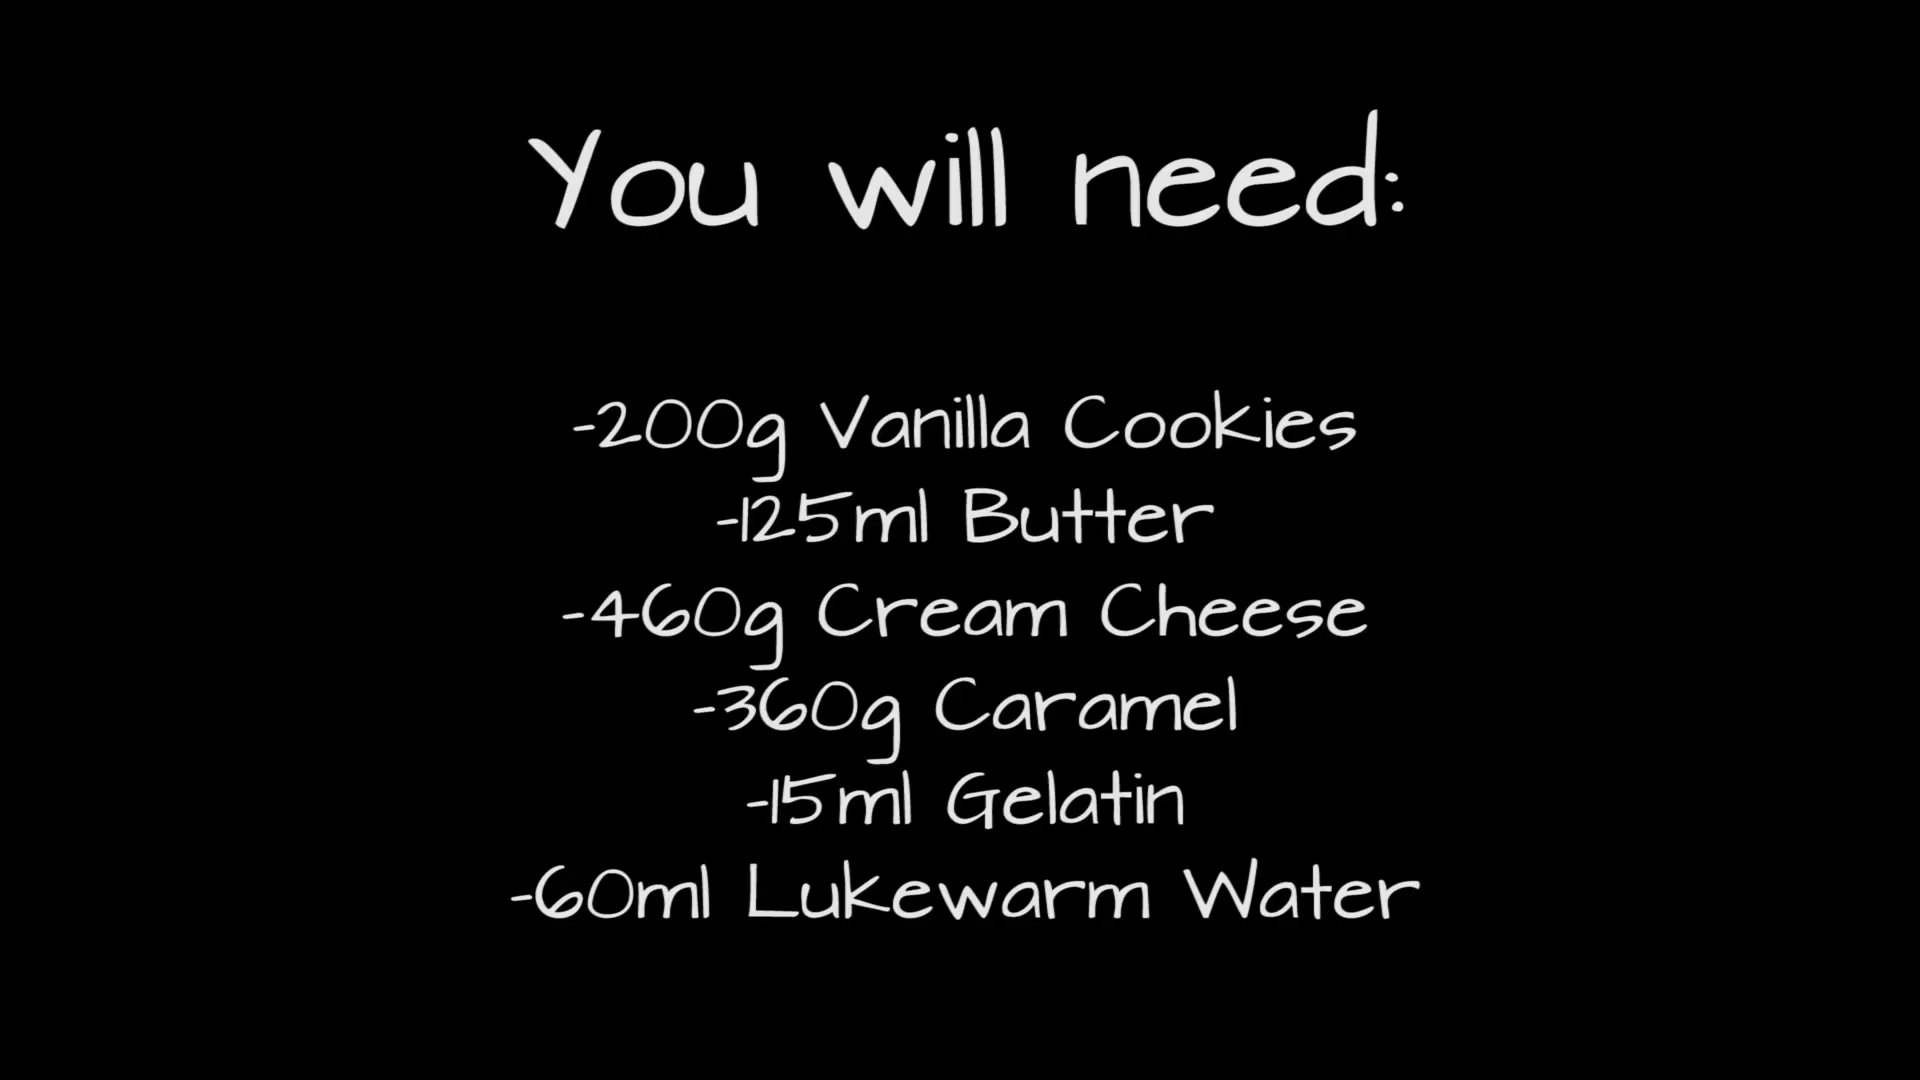 You will need:
-200g Vanilla Cookies
-125ml Butter
-460g Cream Cheese
-360g Caramel
-15ml Gelatin
-60ml Lukewarm Water